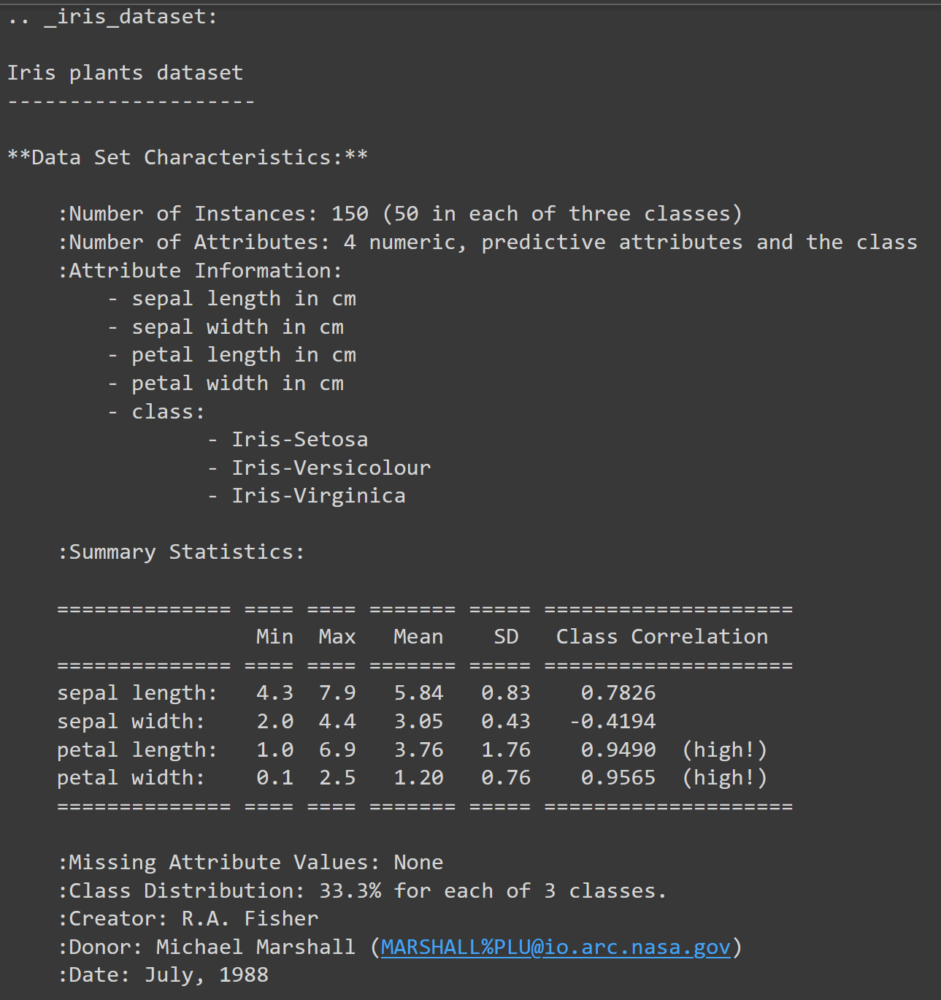 .. _iris_dataset:
Iris plants dataset
--------------------
**Data Set Characteristics:**
:Number of Instances: 150 (50 in each of three classes)
:Number of Attributes: 4 numeric, predictive attributes and the class
:Attribute Information:
- sepal length in cm
- sepal width in cm
- petal length in cm
- petal width in cm
- class:
- Iris-Setosa
- Iris-Versicolour
- Iris-Virginica
:Summary Statistics:
============== ==== ==== ======= ===== ====================
Min Max Mean SD Class Correlation
============== ==== ==== ======= ===== ====================
sepal length: 4.3 7.9 5.84 0.83 0.7826
sepal width: 2.0 4.4 3.05 0.43 -0.4194
petal length: 1.0 6.9 3.76 1.76 0.9490 (high!)
petal width: 0.1 2.5 1.20 0.76 0.9565 (high!)
============== ==== ==== ======= ===== ====================
:Missing Attribute Values: None
:Class Distribution: 33.3% for each of 3 classes.
:Creator: R.A. Fisher
:Donor: Michael Marshall (MARSHALL%PLU@io.arc.nasa.gov)
:Date: July, 1988